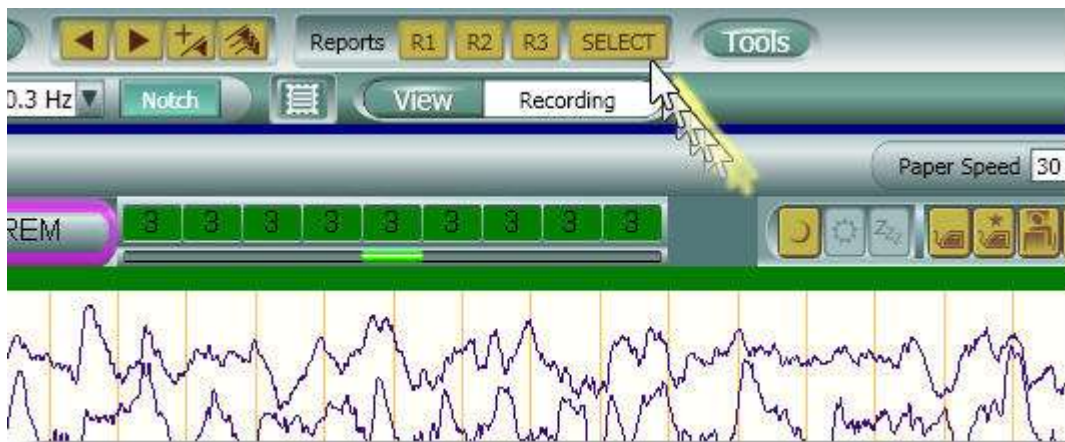 Reports R1 R2 R3 SELECT Tools
0.3 Hz Notch View Recording
Paper Speed 30
REM 3 3 3 3 3 3 3 3 3
Zzz